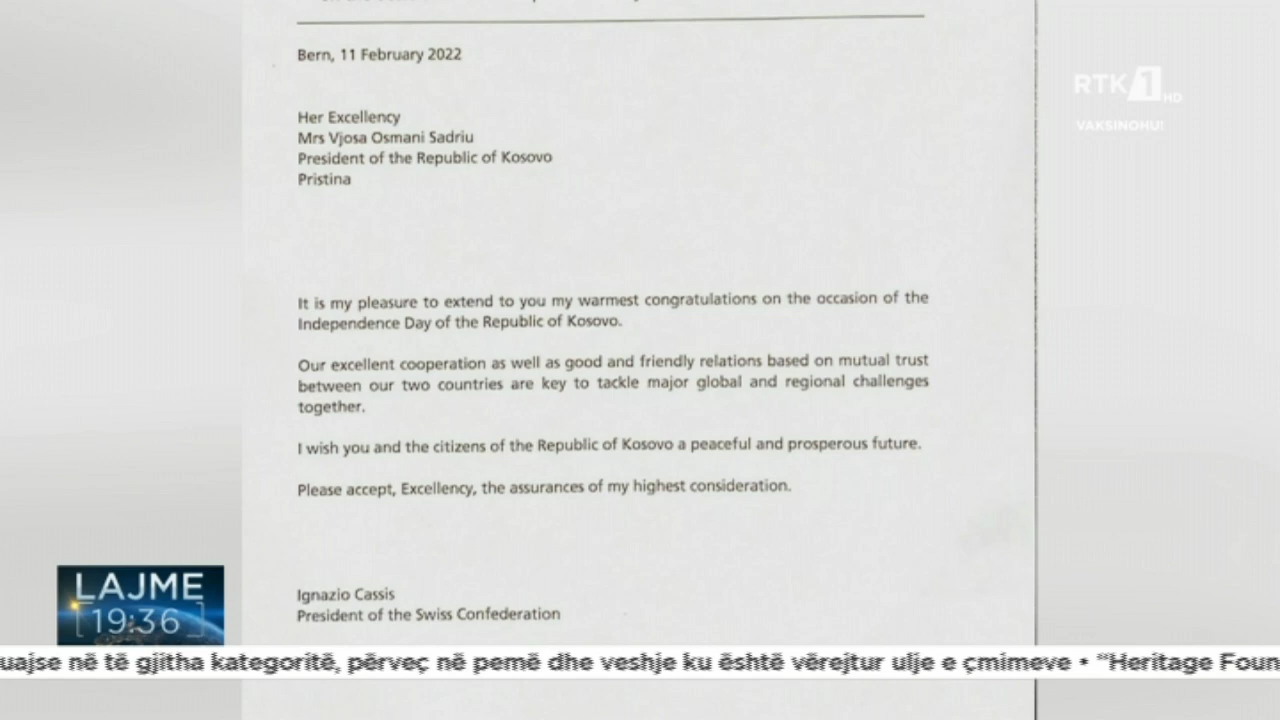 Bern, 11 February 2022
Her Excellency
Mrs Vjosa Osmani Sadriu
President of the Republic of Kosovo
Pristina
It is my pleasure to extend to you my warmest congratulations on the occasion of the
Independence Day of the Republic of Kosovo.
Our excellent cooperation as well as good and friendly relations based on mutual trust
between our two countries are key to tackle major global and regional challenges
together.
I wish you and the citizens of the Republic of Kosovo a peaceful and prosperous future.
Please accept, Excellency, the assurances of my highest consideration.
Ignazio Cassis
President of the Swiss Confederation
RTK 1 HD
VAKSINOHU!
LAJME
19:36
uajse në të gjitha kategoritë, përveç në pemë dhe veshje ku është vërejtur ulje e çmimeve • "Heritage Foun